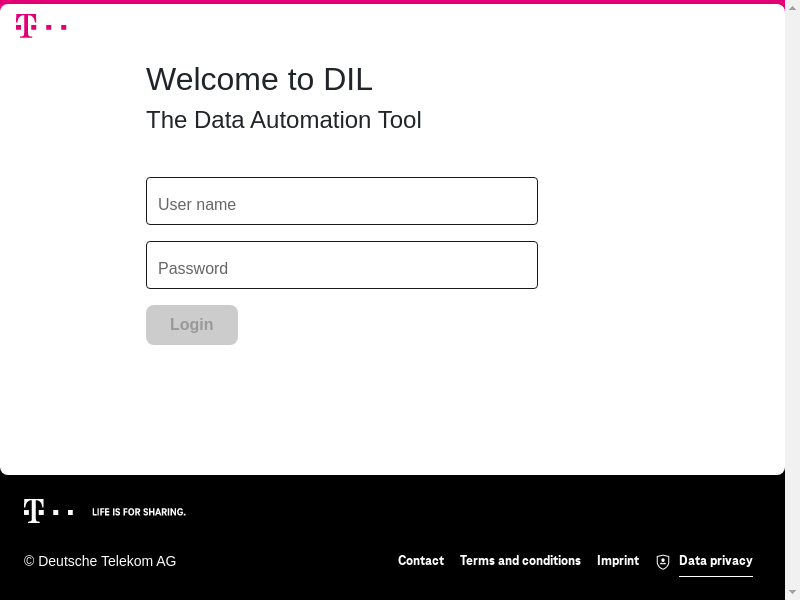 Welcome to DIL
The Data Automation Tool
User name
Password
Login
LIFE IS FOR SHARING.
© Deutsche Telekom AG
Contact
Terms and conditions
Imprint
Data privacy